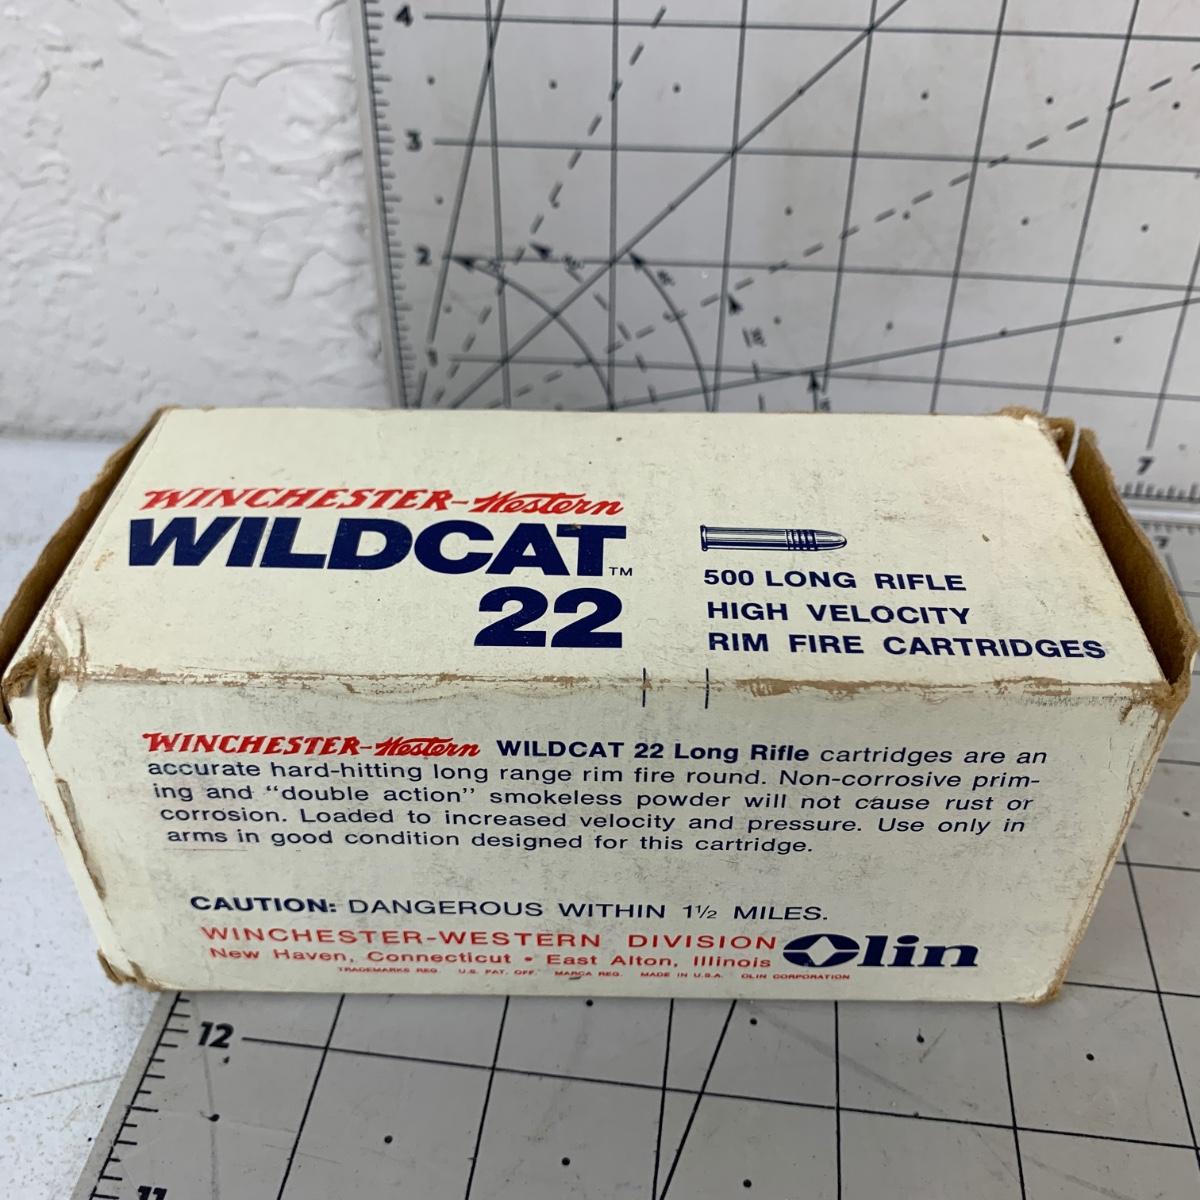 4
3
2
1
7
WINCHESTER-Western
WILDCAT™
22
500 LONG RIFLE
HIGH VELOCITY
RIM FIRE CARTRIDGES
WINCHESTER-Western WILDCAT 22 Long Rifle cartridges are an
accurate hard-hitting long range rim fire round. Non-corrosive prim-
ing and "double action" smokeless powder will not cause rust or
corrosion. Loaded to increased velocity and pressure. Use only in
arms in good condition designed for this cartridge.
CAUTION: DANGEROUS WITHIN 1½ MILES.
WINCHESTER-WESTERN DIVISION Olin
New Haven, Connecticut • East Alton, Illinois
TRADEMARKS REG. U.S. PAT. OFF. MARCA REG. MADE IN U.S.A. OLIN CORPORATION
12
11